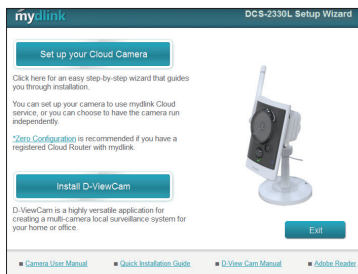 mydlink
DCS-2330L Setup Wizard
Set up your Cloud Camera
Click here for an easy step-by-step wizard that guides
you through installation.
You can set up your camera to use mydlink Cloud
service, or you can choose to have the camera run
independently.
*Zero Configuration is recommended if you have a
registered Cloud Router with mydlink.
Install D-ViewCam
D-ViewCam is a highly versatile application for
creating a multi-camera local surveillance system for
your home or office.
Exit
Camera User Manual
Quick Installation Guide
D-View Cam Manual
Adobe Reader